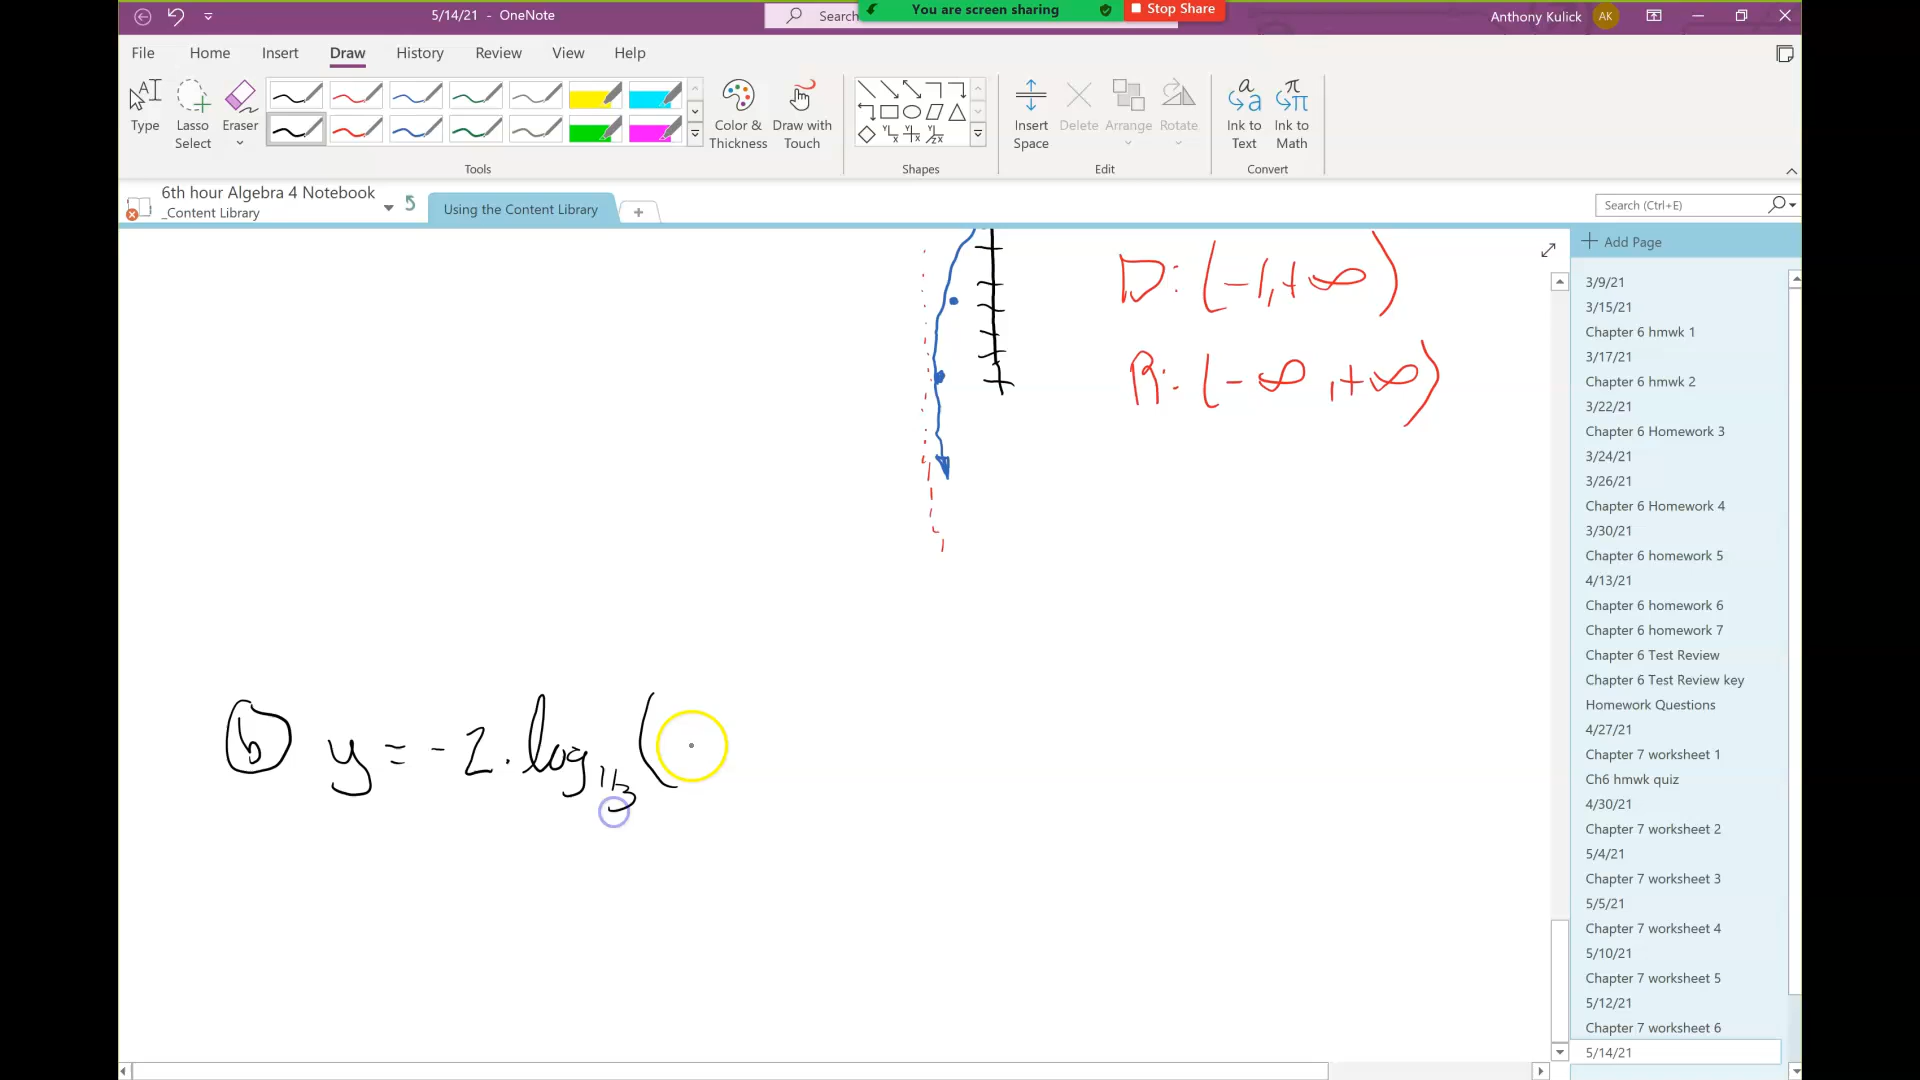 5/14/21 - OneNote
Search
You are screen sharing
Stop Share
Anthony Kulick
AK
File Home Insert Draw History Review View Help
Type
Lasso Select
Eraser
Color & Thickness
Draw with Touch
Insert Space
Delete
Arrange
Rotate
Ink to Text
Ink to Math
Tools
Shapes
Edit
Convert
6th hour Algebra 4 Notebook
_Content Library
Using the Content Library
Search (Ctrl+E)
Add Page
3/9/21
3/15/21
Chapter 6 hmwk 1
3/17/21
Chapter 6 hmwk 2
3/22/21
Chapter 6 Homework 3
3/24/21
3/26/21
Chapter 6 Homework 4
3/30/21
Chapter 6 homework 5
4/13/21
Chapter 6 homework 6
Chapter 6 homework 7
Chapter 6 Test Review
Chapter 6 Test Review key
Homework Questions
4/27/21
Chapter 7 worksheet 1
Ch6 hmwk quiz
4/30/21
Chapter 7 worksheet 2
5/4/21
Chapter 7 worksheet 3
5/5/21
Chapter 7 worksheet 4
5/10/21
Chapter 7 worksheet 5
5/12/21
Chapter 7 worksheet 6
5/14/21
D: (-1, +∞)
R: (-∞, +∞)
b y = -2 · log_1/3 (